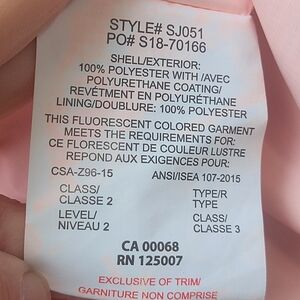 STYLE# SJ051
PO# S18-70166
SHELL/EXTERIOR:
100% POLYESTER WITH /AVEC
POLYURETHANE COATING/
REVÉTMENT EN POLYURÉTHANE
LINING/DOUBLURE: 100% POLYESTER
THIS FLUORESCENT COLORED GARMENT
MEETS THE REQUIREMENTS FOR:
CE FLORESCENT DE COULEUR LUSTRE
REPOND AUX EXIGENCES POUR:
CSA-Z96-15 ANSI/ISEA 107-2015
CLASS/ TYPE/R
CLASSE 2 TYPE R
LEVEL/ CLASS/
NIVEAU 2 CLASSE 3
CA 00068
RN 125007
EXCLUSIVE OF TRIM/
GARNITURE NON COMPRISE